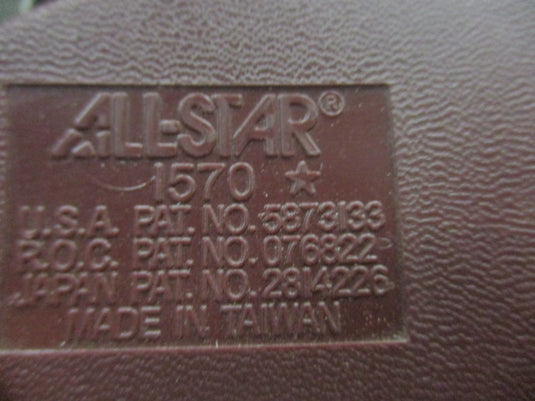 ALL-STAR®
1570 ★
U.S.A. PAT. NO. 5873133
R.O.C. PAT. NO. 076822
JAPAN PAT. NO. 2814226
MADE IN TAIWAN